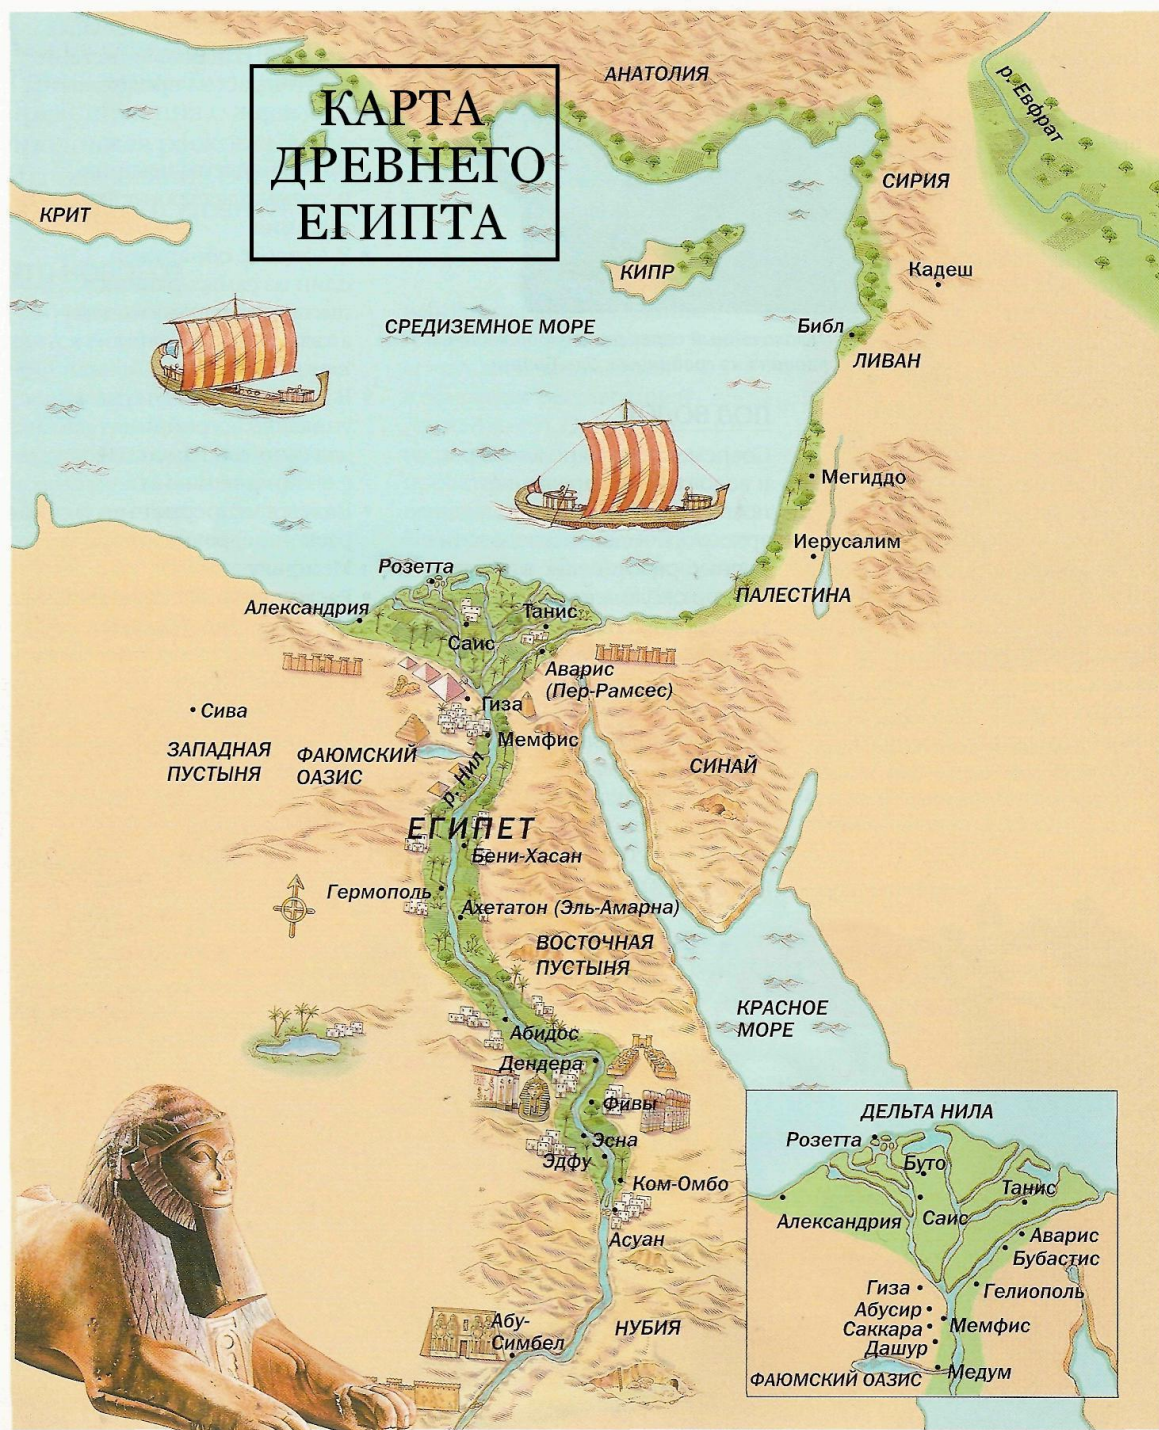 КАРТА
ДРЕВНЕГО
ЕГИПТА
АНАТОЛИЯ
р. Евфрат
СИРИЯ
КРИТ
КИПР
Кадеш
СРЕДИЗЕМНОЕ МОРЕ
Библ
ЛИВАН
Мегиддо
Иерусалим
ПАЛЕСТИНА
Розетта
Александрия
Танис
Саис
Аварис
(Пер-Рамсес)
Гиза
Сива
Мемфис
ЗАПАДНАЯ
ПУСТЫНЯ
ФАЮМСКИЙ
ОАЗИС
р. Нил
СИНАЙ
ЕГИПЕТ
Бени-Хасан
Гермополь
Ахетатон (Эль-Амарна)
ВОСТОЧНАЯ
ПУСТЫНЯ
КРАСНОЕ
МОРЕ
Абидос
Дендера
Фивы
Эсна
Эдфу
Ком-Омбо
Асуан
Абу-
Симбел
НУБИЯ
ДЕЛЬТА НИЛА
Розетта
Буто
Танис
Александрия
Саис
Аварис
Бубастис
Гиза
Гелиополь
Абусир
Саккара
Мемфис
Дашур
Медум
ФАЮМСКИЙ ОАЗИС